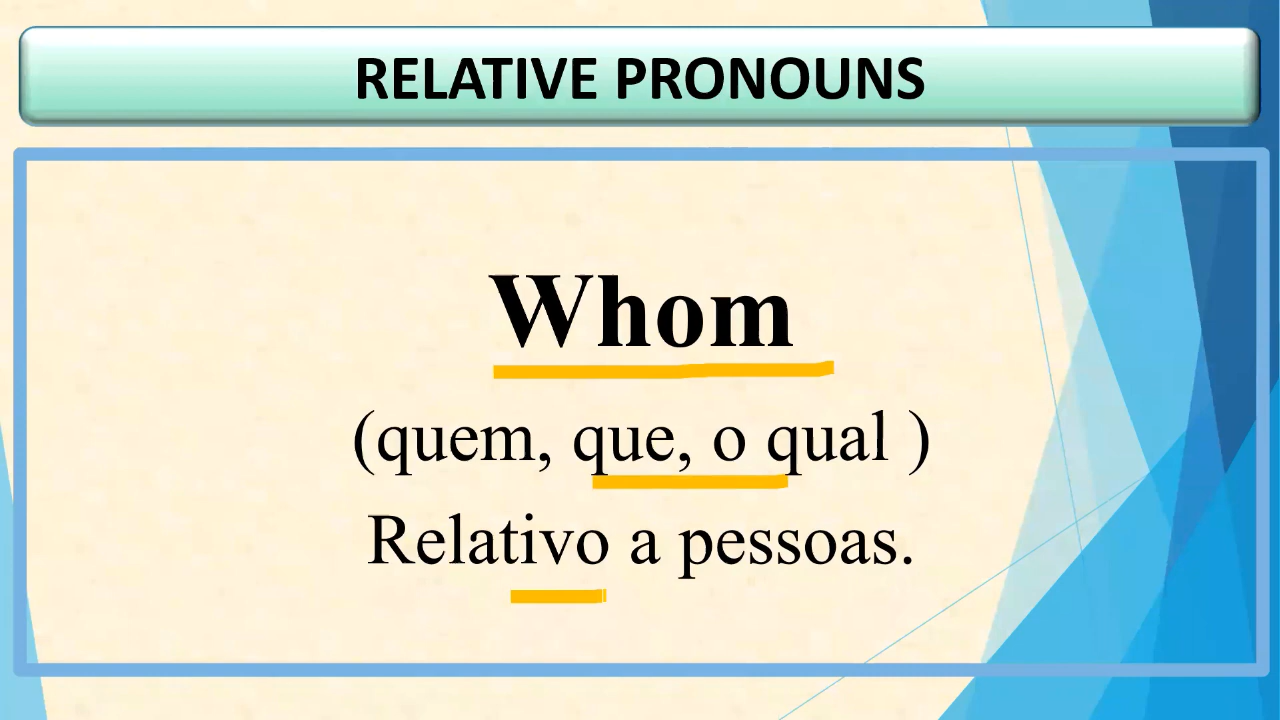 RELATIVE PRONOUNS
Whom
(quem, que, o qual )
Relativo a pessoas.